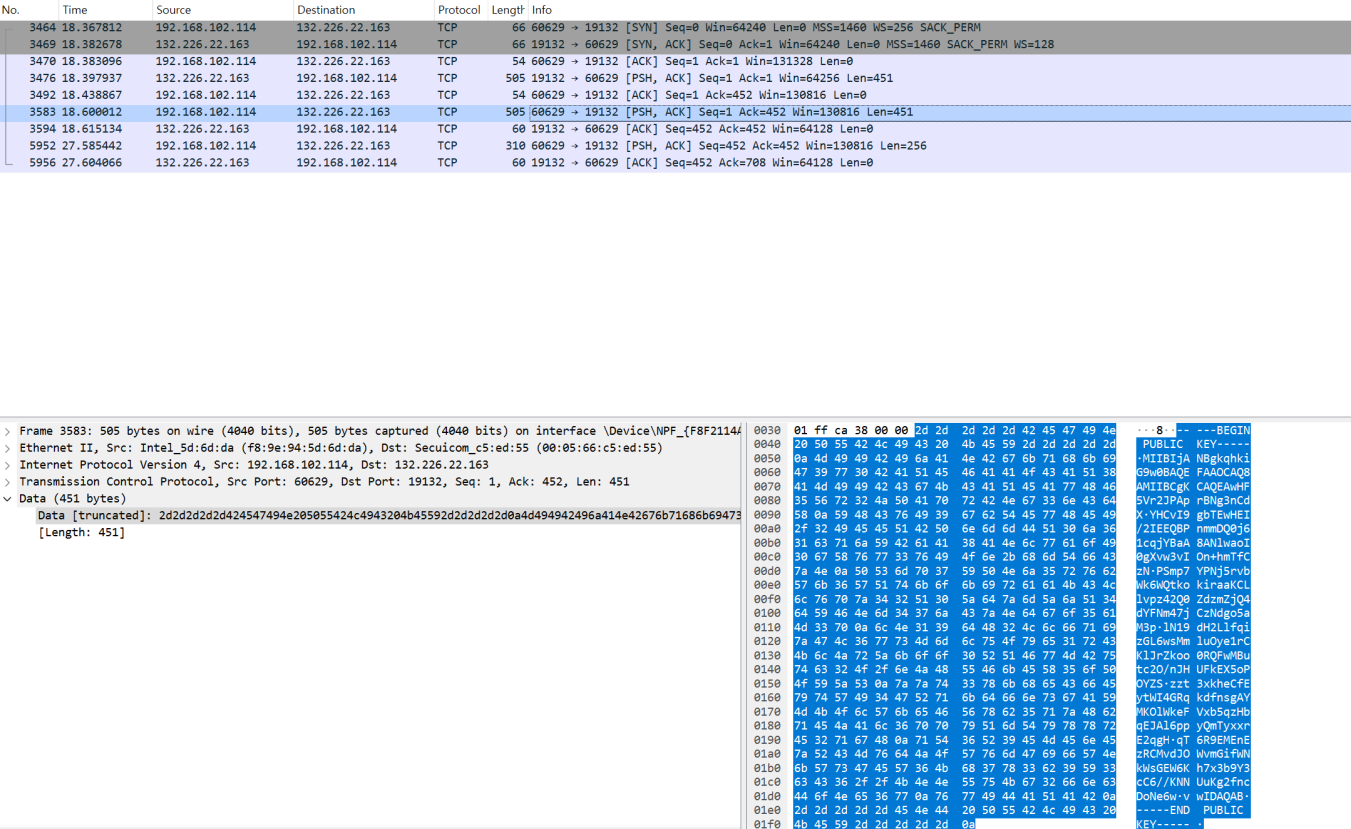 No. Time Source Destination Protocol Length Info
3464 18.367812 192.168.102.114 132.226.22.163 TCP 66 60629 → 19132 [SYN] Seq=0 Win=64240 Len=0 MSS=1460 WS=256 SACK_PERM
3469 18.382678 132.226.22.163 192.168.102.114 TCP 66 19132 → 60629 [SYN, ACK] Seq=0 Ack=1 Win=64240 Len=0 MSS=1460 SACK_PERM WS=128
3470 18.383096 192.168.102.114 132.226.22.163 TCP 54 60629 → 19132 [ACK] Seq=1 Ack=1 Win=131328 Len=0
3476 18.397937 132.226.22.163 192.168.102.114 TCP 505 19132 → 60629 [PSH, ACK] Seq=1 Ack=1 Win=64256 Len=451
3492 18.438867 192.168.102.114 132.226.22.163 TCP 54 60629 → 19132 [ACK] Seq=1 Ack=452 Win=130816 Len=0
3583 18.600012 192.168.102.114 132.226.22.163 TCP 505 60629 → 19132 [PSH, ACK] Seq=1 Ack=452 Win=130816 Len=451
3594 18.615134 132.226.22.163 192.168.102.114 TCP 60 19132 → 60629 [ACK] Seq=452 Ack=452 Win=64128 Len=0
5952 27.585442 192.168.102.114 132.226.22.163 TCP 310 60629 → 19132 [PSH, ACK] Seq=452 Ack=452 Win=130816 Len=256
5956 27.604066 132.226.22.163 192.168.102.114 TCP 60 19132 → 60629 [ACK] Seq=452 Ack=708 Win=64128 Len=0
Frame 3583: 505 bytes on wire (4040 bits), 505 bytes captured (4040 bits) on interface \Device\NPF_{F8F2114A
Ethernet II, Src: Intel_5d:6d:da (f8:9e:94:5d:6d:da), Dst: Secuicom_c5:ed:55 (00:05:66:c5:ed:55)
Internet Protocol Version 4, Src: 192.168.102.114, Dst: 132.226.22.163
Transmission Control Protocol, Src Port: 60629, Dst Port: 19132, Seq: 1, Ack: 452, Len: 451
Data (451 bytes)
Data [truncated]: 2d2d2d2d2d424547494e205055424c4943204b45592d2d2d2d2d0a4d494942496a414e42676b71686b69473
[Length: 451]
0030 01 ff ca 38 00 00 2d 2d 2d 2d 2d 42 45 47 49 4e ···8··-- ---BEGIN
0040 20 50 55 42 4c 49 43 20 4b 45 59 2d 2d 2d 2d 2d PUBLIC KEY-----
0050 0a 4d 49 49 42 49 6a 41 4e 42 67 6b 71 68 6b 69 ·MIIBIjA NBgkqhki
0060 47 39 77 30 42 41 51 45 46 41 41 4f 43 41 51 38 G9w0BAQE FAAOCAQ8
0070 41 4d 49 49 42 43 67 4b 43 41 51 45 41 77 48 46 AMIIBCgK CAQEAwHF
0080 35 56 72 32 4a 50 41 70 72 42 4e 67 33 6e 43 64 5Vr2JPAp rBNg3nCd
0090 58 0a 59 48 43 76 49 39 67 62 54 45 77 48 45 49 X·YHCvI9 gbTEwHEI
00a0 2f 32 49 45 45 51 42 50 6e 6d 6d 44 51 30 6a 36 /2IEEQBP nmmDQ0j6
00b0 31 63 71 6a 59 42 61 41 38 41 4e 6c 77 61 6f 49 1cqjYBaA 8ANlwaoI
00c0 30 67 58 76 77 33 76 49 4f 6e 2b 68 6d 54 66 43 0gXvw3vI On+hmTfC
00d0 7a 4e 0a 50 53 6d 70 37 59 50 4e 6a 35 72 76 62 zN·PSmp7 YPNj5rvb
00e0 57 6b 36 57 51 74 6b 6f 6b 69 72 61 61 4b 43 4c Wk6WQtko kiraaKCL
00f0 6c 76 70 7a 34 32 51 30 5a 64 7a 6d 5a 6a 51 34 lvpz42Q0 ZdzmZjQ4
0100 64 59 46 4e 6d 34 37 6a 43 7a 4e 64 67 6f 35 61 dYFNm47j CzNdgo5a
0110 4d 33 70 0a 6c 4e 31 39 64 48 32 4c 6c 66 71 69 M3p·lN19 dH2Llfqi
0120 7a 47 4c 36 77 73 4d 6d 6c 75 4f 79 65 31 72 43 zGL6wsMm luOye1rC
0130 4b 6c 4a 72 5a 6b 6f 6f 30 52 51 46 77 4d 42 75 KlJrZkoo 0RQFwMBu
0140 74 63 32 4f 2f 6e 4a 48 55 46 6b 45 58 35 6f 50 tc2O/nJH UFkEX5oP
0150 4f 59 5a 53 0a 7a 7a 74 33 78 6b 68 65 43 66 45 OYZS·zzt 3xkheCfE
0160 79 74 57 49 34 47 52 71 6b 64 66 6e 73 67 41 59 ytWI4GRq kdfnsgAY
0170 4d 4b 4f 6c 57 6b 65 46 56 78 62 35 71 7a 48 62 MKOlWkeF Vxb5qzHb
0180 71 45 4a 41 6c 36 70 70 79 51 6d 54 79 78 78 72 qEJAl6pp yQmTyxxr
0190 45 32 71 67 48 0a 71 54 36 52 39 45 4d 45 6e 45 E2qgH·qT 6R9EMEnE
01a0 7a 52 43 4d 76 64 4a 4f 57 76 6d 47 69 66 57 4e zRCMvdJO WvmGifWN
01b0 6b 57 73 47 45 57 36 4b 68 37 78 33 62 39 59 33 kWsGEW6K h7x3b9Y3
01c0 63 43 36 2f 2f 4b 4e 4e 55 75 4b 67 32 66 6e 63 cC6//KNN UuKg2fnc
01d0 44 6f 4e 65 36 77 0a 76 77 49 44 41 51 41 42 0a DoNe6w·v wIDAQAB·
01e0 2d 2d 2d 2d 2d 45 4e 44 20 50 55 42 4c 49 43 20 -----END PUBLIC
01f0 4b 45 59 2d 2d 2d 2d 2d 0a KEY----- ·